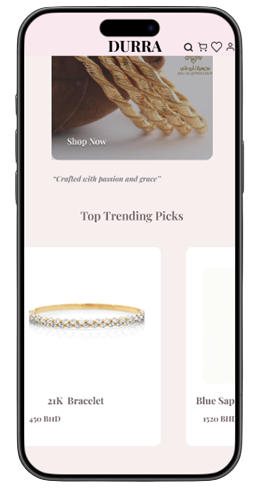 DURRA
Shop Now
"Crafted with passion and grace"
Top Trending Picks
21K Bracelet
450 BHD
Blue Sap
1520 BHD